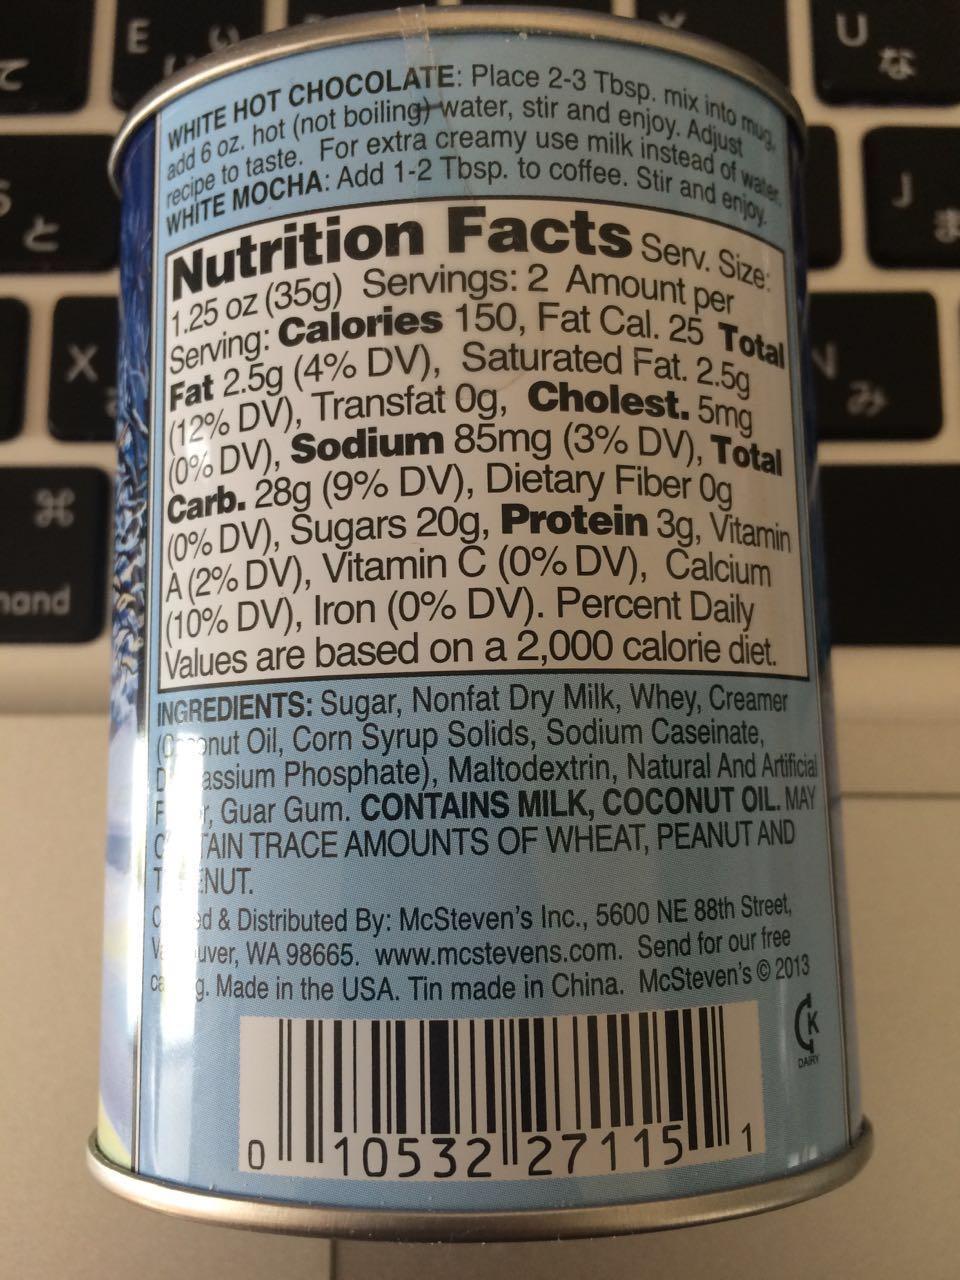 E
い
U
な
て
WHITE HOT CHOCOLATE: Place 2-3 Tbsp. mix into mug,
add 6 oz. hot (not boiling) water, stir and enjoy. Adjust
recipe to taste. For extra creamy use milk instead of water.
WHITE MOCHA: Add 1-2 Tbsp. to coffee. Stir and enjoy.
と
J
ま
Nutrition Facts Serv. Size:
1.25 oz (35g) Servings: 2 Amount per
Serving: Calories 150, Fat Cal. 25 Total
Fat 2.5g (4% DV), Saturated Fat. 2.5g
(12% DV), Transfat 0g, Cholest. 5mg
(0% DV), Sodium 85mg (3% DV), Total
Carb. 28g (9% DV), Dietary Fiber 0g
(0% DV), Sugars 20g, Protein 3g, Vitamin
A (2% DV), Vitamin C (0% DV), Calcium
(10% DV), Iron (0% DV). Percent Daily
Values are based on a 2,000 calorie diet.
X
N
み
⌘
mand
INGREDIENTS: Sugar, Nonfat Dry Milk, Whey, Creamer
Oil, Corn Syrup Solids, Sodium Caseinate,
Phosphate), Maltodextrin, Natural And Artificial
Guar Gum. CONTAINS MILK, COCONUT OIL. MAY
TRACE AMOUNTS OF WHEAT, PEANUT AND
& Distributed By: McSteven's Inc., 5600 NE 88th Street,
WA 98665. www.mcstevens.com. Send for our free
Made in the USA. Tin made in China. McSteven's © 2013
K
DAIRY
0 10532 27115 1